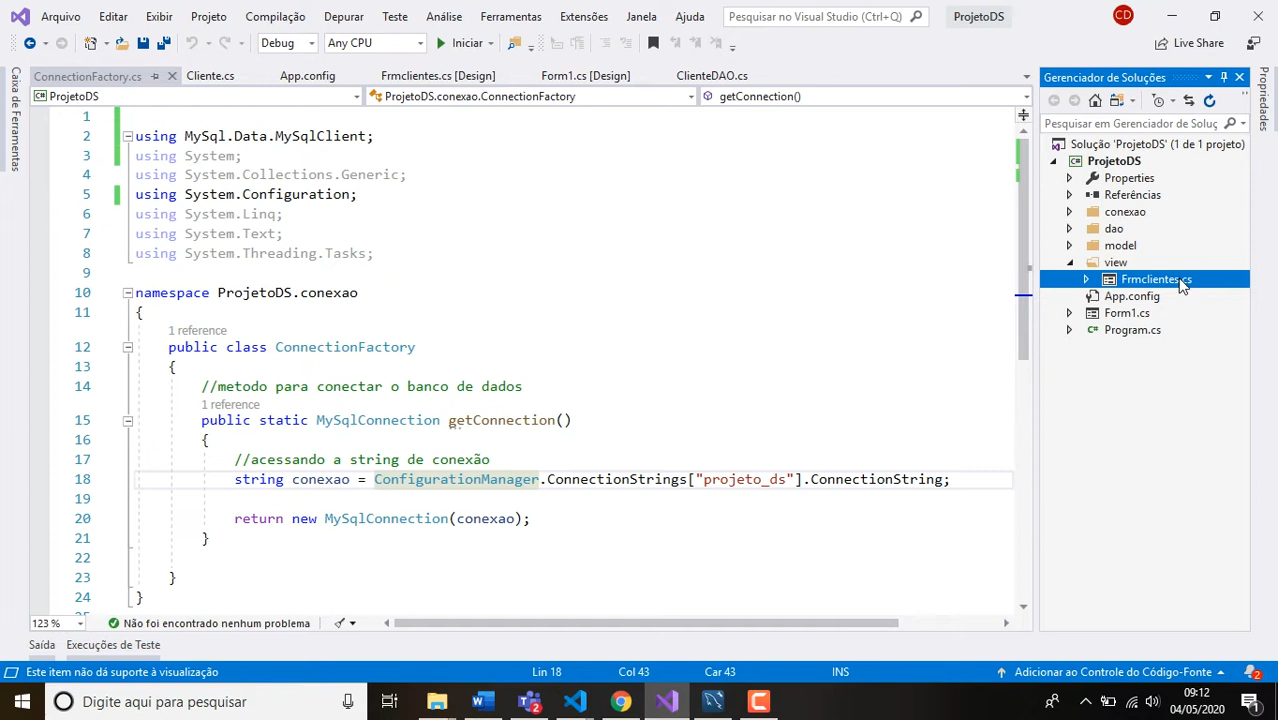 Arquivo Editar Exibir Projeto Compilação Depurar Teste Análise Ferramentas Extensões Janela Ajuda Pesquisar no Visual Studio (Ctrl+Q) ProjetoDS CD
Debug Any CPU Iniciar Live Share
ConnectionFactory.cs Cliente.cs App.config Frmclientes.cs [Design] Form1.cs [Design] ClienteDAO.cs
ProjetoDS ProjetoDS.conexao.ConnectionFactory getConnection()
Caixa de Ferramentas
1
2 using MySql.Data.MySqlClient;
3 using System;
4 using System.Collections.Generic;
5 using System.Configuration;
6 using System.Linq;
7 using System.Text;
8 using System.Threading.Tasks;
9
10 namespace ProjetoDS.conexao
11 {
1 reference
12 public class ConnectionFactory
13 {
14 //metodo para conectar o banco de dados
1 reference
15 public static MySqlConnection getConnection()
16 {
17 //acessando a string de conexão
18 string conexao = ConfigurationManager.ConnectionStrings["projeto_ds"].ConnectionString;
19
20 return new MySqlConnection(conexao);
21 }
22
23 }
24 }
123 % Não foi encontrado nenhum problema
Gerenciador de Soluções
Pesquisar em Gerenciador de Soluç
Solução 'ProjetoDS' (1 de 1 projeto)
ProjetoDS
Properties
Referências
conexao
dao
model
view
Frmclientes.cs
App.config
Form1.cs
Program.cs
Propriedades
Saída Execuções de Teste
Este item não dá suporte à visualização Lin 18 Col 43 Car 43 INS Adicionar ao Controle do Código-Fonte 2
Digite aqui para pesquisar 2 09:12
04/05/2020 1